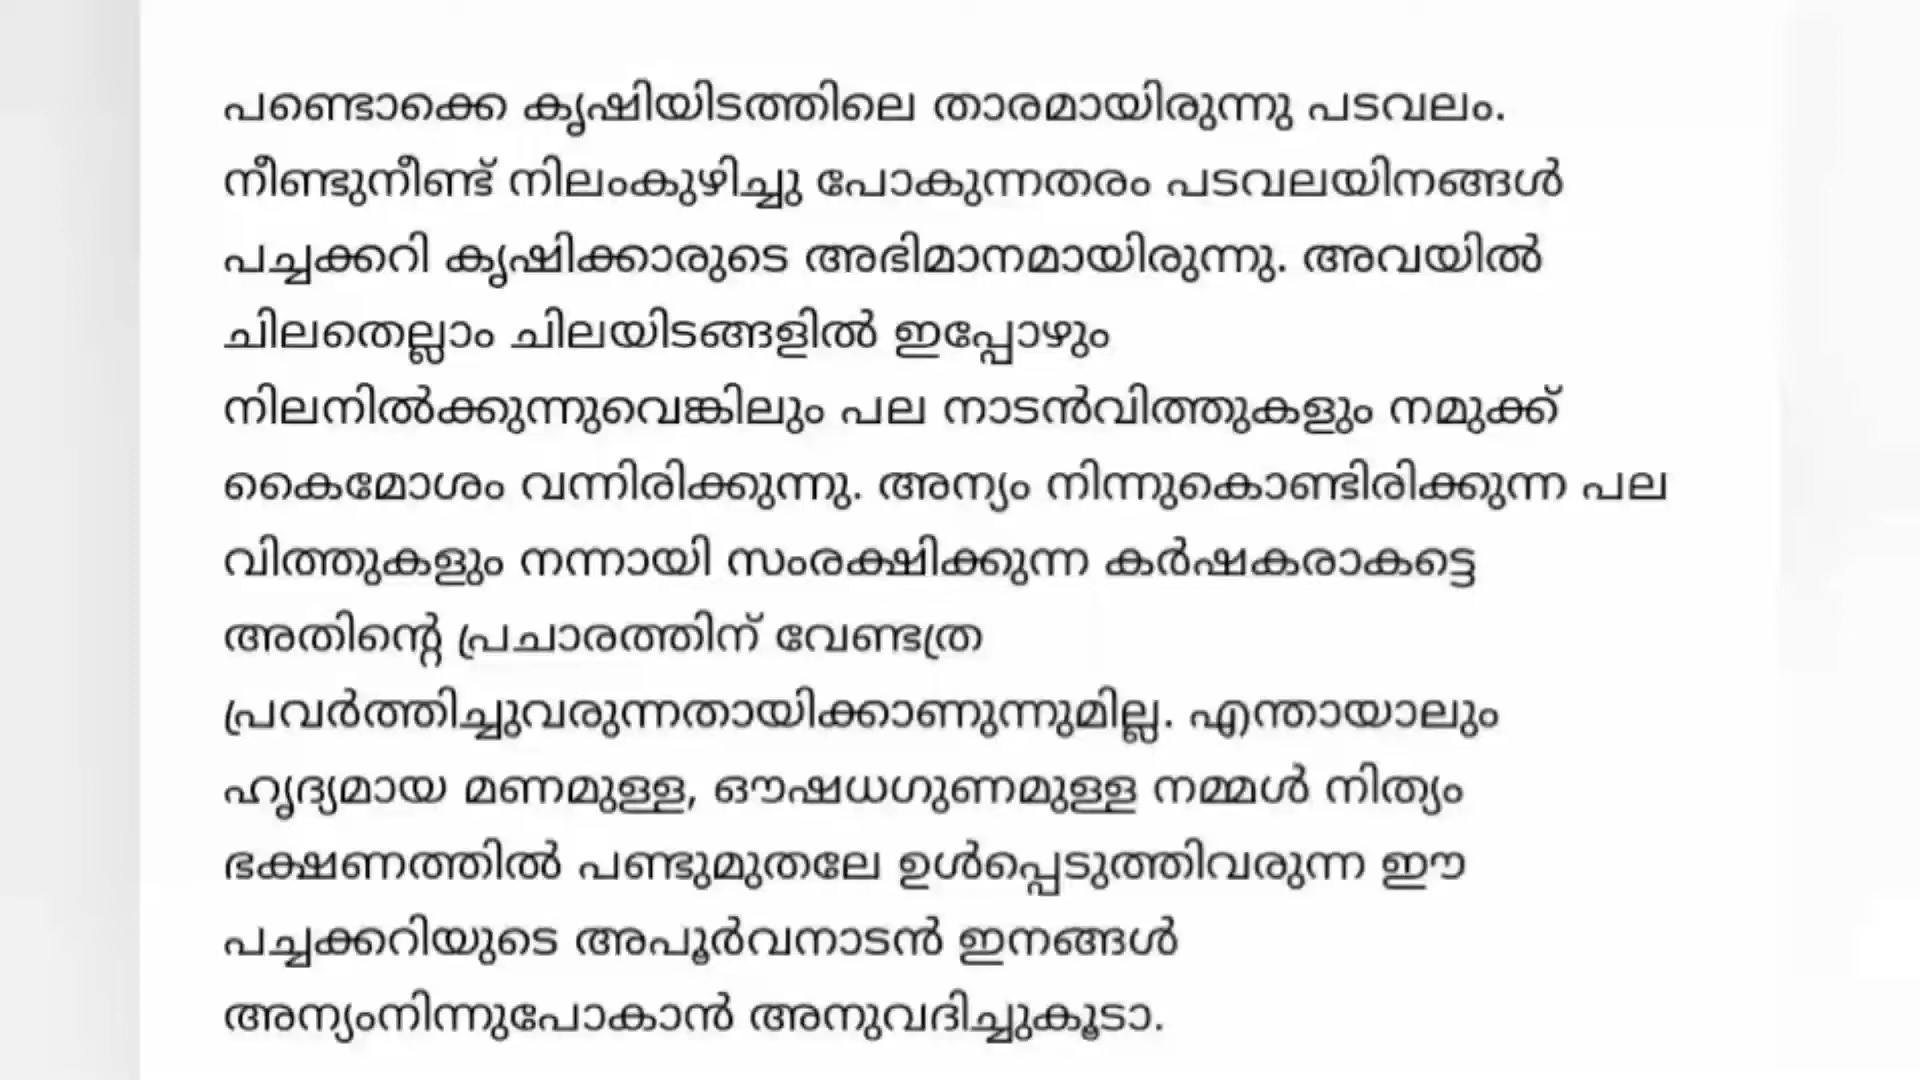 പണ്ടൊക്കെ കൃഷിയിടത്തിലെ താരമായിരുന്നു പടവലം.
നീണ്ടുനീണ്ട് നിലംകുഴിച്ചു പോകുന്നതരം പടവലയിനങ്ങൾ
പച്ചക്കറി കൃഷിക്കാരുടെ അഭിമാനമായിരുന്നു. അവയിൽ
ചിലതെല്ലാം ചിലയിടങ്ങളിൽ ഇപ്പോഴും
നിലനിൽക്കുന്നുവെങ്കിലും പല നാടൻവിത്തുകളും നമുക്ക്
കൈമോശം വന്നിരിക്കുന്നു. അന്യം നിന്നുകൊണ്ടിരിക്കുന്ന പല
വിത്തുകളും നന്നായി സംരക്ഷിക്കുന്ന കർഷകരാകട്ടെ
അതിന്റെ പ്രചാരത്തിന് വേണ്ടത്ര
പ്രവർത്തിച്ചുവരുന്നതായിക്കാണുന്നുമില്ല. എന്തായാലും
ഹൃദ്യമായ മണമുള്ള, ഔഷധഗുണമുള്ള നമ്മൾ നിത്യം
ഭക്ഷണത്തിൽ പണ്ടുമുതലേ ഉൾപ്പെടുത്തിവരുന്ന ഈ
പച്ചക്കറിയുടെ അപൂർവനാടൻ ഇനങ്ങൾ
അന്യംനിന്നുപോകാൻ അനുവദിച്ചുകൂടാ.